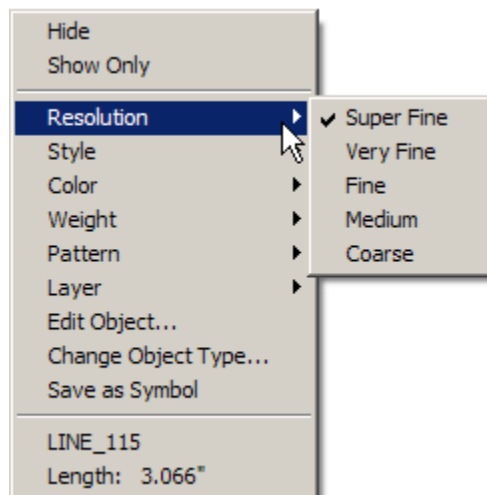 Hide
Show Only
Resolution
Style
Color
Weight
Pattern
Layer
Edit Object...
Change Object Type...
Save as Symbol
LINE_115
Length: 3.066"
Super Fine
Very Fine
Fine
Medium
Coarse